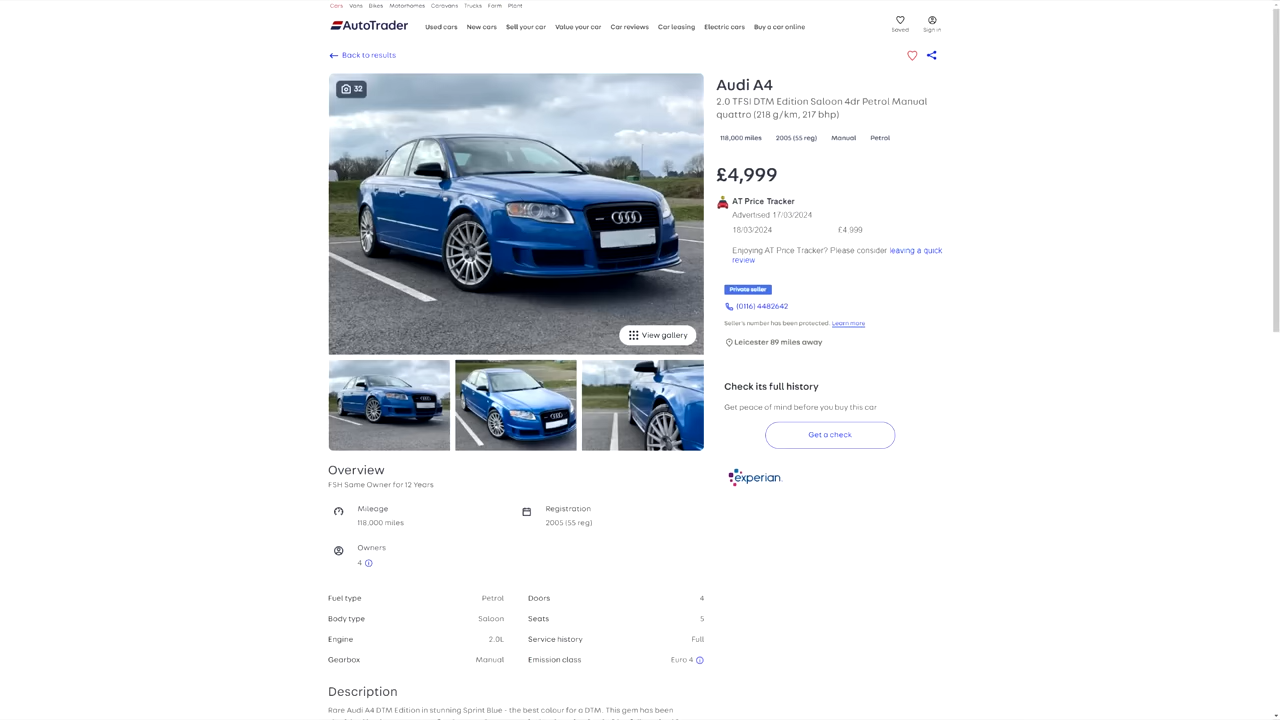 Cars Vans Bikes Motorhomes Caravans Trucks Farm Plant
AutoTrader
Used cars New cars Sell your car Value your car Car reviews Car leasing Electric cars Buy a car online
Saved Sign in
Back to results
32
View gallery
Audi A4
2.0 TFSI DTM Edition Saloon 4dr Petrol Manual
quattro (218 g/km, 217 bhp)
118,000 miles 2005 (55 reg) Manual Petrol
£4,999
AT Price Tracker
Advertised 17/03/2024
18/03/2024 £4 999
Enjoying AT Price Tracker? Please consider leaving a quick
review
Private seller
(0116) 4482642
Seller's number has been protected. Learn more
Leicester 89 miles away
Check its full history
Get peace of mind before you buy this car
Get a check
experian.
Overview
FSH Same Owner for 12 Years
Mileage
118,000 miles
Registration
2005 (55 reg)
Owners
4
Fuel type Petrol
Doors 4
Body type Saloon
Seats 5
Engine 2.0L
Service history Full
Gearbox Manual
Emission class Euro 4
Description
Rare Audi A4 DTM Edition in stunning Sprint Blue - the best colour for a DTM. This gem has been